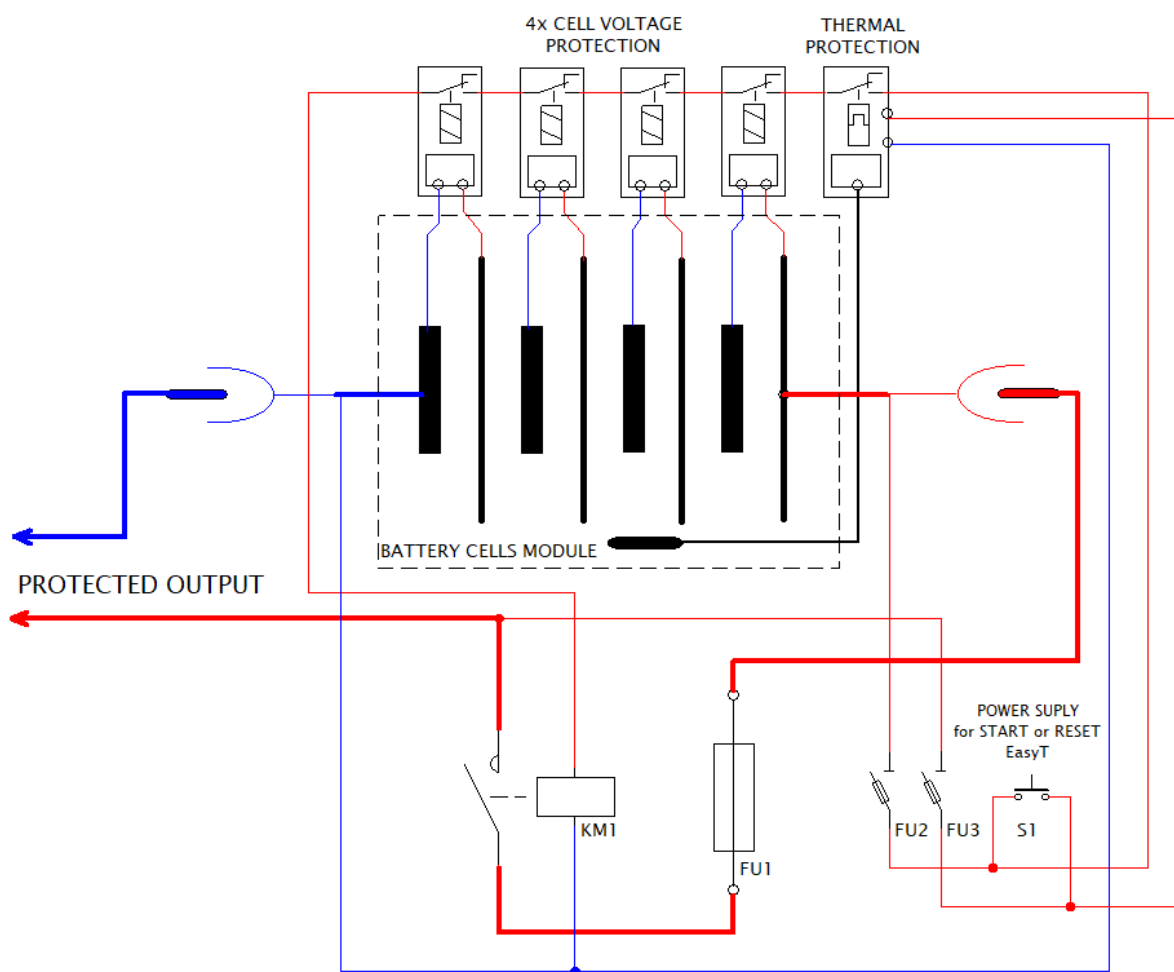 4x CELL VOLTAGE
PROTECTION
THERMAL
PROTECTION
BATTERY CELLS MODULE
PROTECTED OUTPUT
POWER SUPLY
for START or RESET
EasyT
KM1
FU1
FU2
FU3
S1